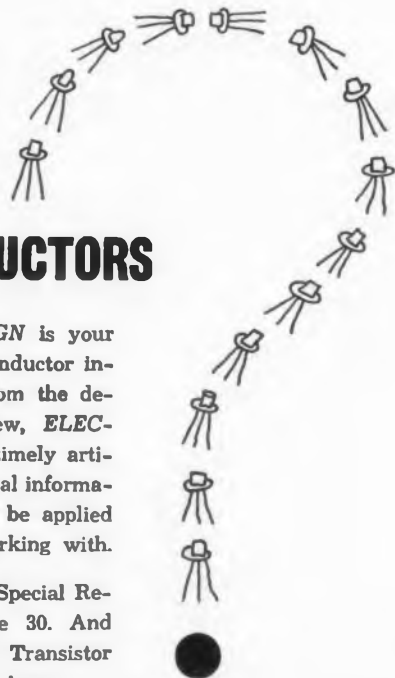 UCTORS
GN is your
nductor in-
om the de-
ew, ELEC-
timely arti-
al informa-
be applied
rking with.
Special Re-
e 30. And
Transistor